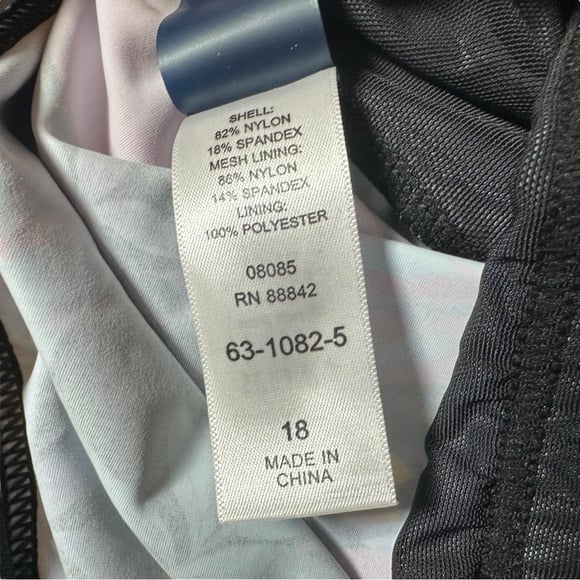 SHELL:
82% NYLON
18% SPANDEX
MESH LINING:
86% NYLON
14% SPANDEX
LINING:
100% POLYESTER
08085
RN 88842
63-1082-5
18
MADE IN
CHINA